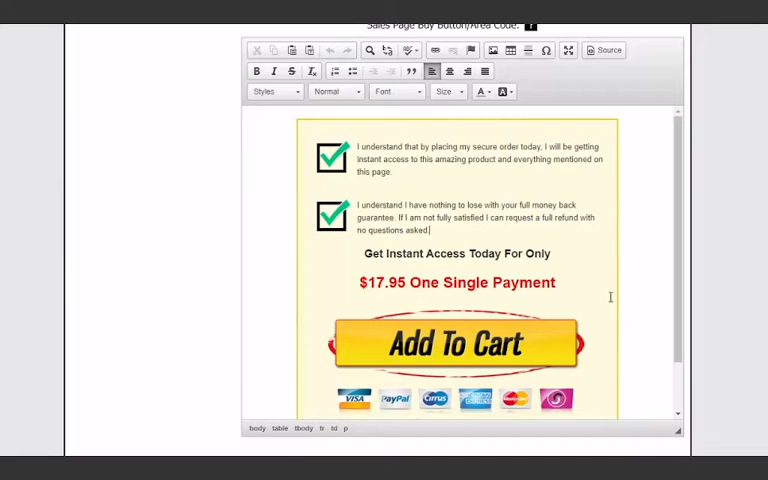 Sales Page Buy Button/Area Code: ?
Source
B I S Ix
Styles Normal Font Size A A
I understand that by placing my secure order today, I will be getting
instant access to this amazing product and everything mentioned on
this page.
I understand I have nothing to lose with your full money back
guarantee. If I am not fully satisfied I can request a full refund with
no questions asked
Get Instant Access Today For Only
$17.95 One Single Payment
Add To Cart
VISA PayPal Cirrus MasterCard
body table tbody tr td p